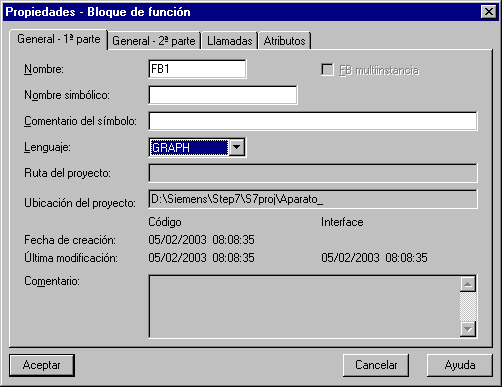 Propiedades - Bloque de función
General - 1ª parte General - 2ª parte Llamadas Atributos
Nombre: FB1 FB multiinstancia
Nombre simbólico:
Comentario del símbolo:
Lenguaje: GRAPH
Ruta del proyecto:
Ubicación del proyecto: D:\Siemens\Step7\S7proj\Aparato_
Código Interface
Fecha de creación: 05/02/2003 08:08:35
Última modificación: 05/02/2003 08:08:35 05/02/2003 08:08:35
Comentario:
Aceptar Cancelar Ayuda